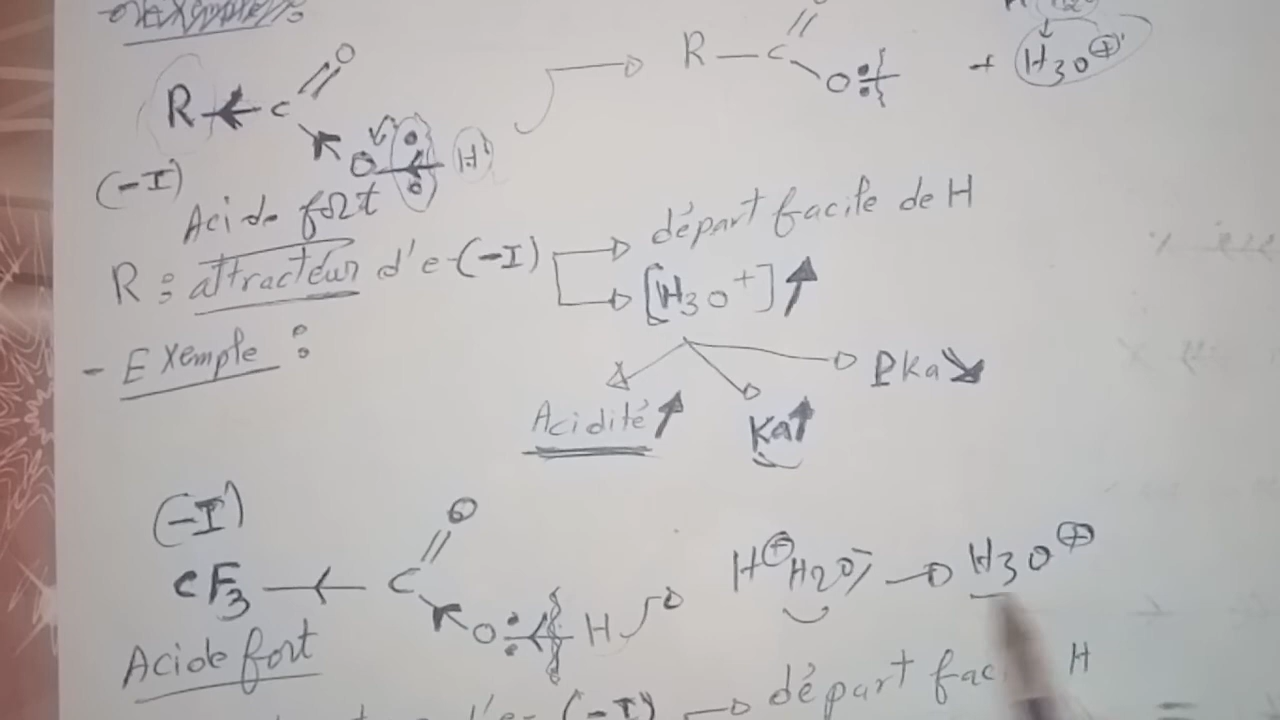 R C O O H
R — C O + H3O⊕
(-I)
Acide fort
R : attracteur d'e-(-I) départ facile de H
[H3O+]
- Exemple :
Acidité Ka PKa
(-I)
CF3 C O O H H⊕ H2O H3O⊕
Acide fort
(-I) départ fac H